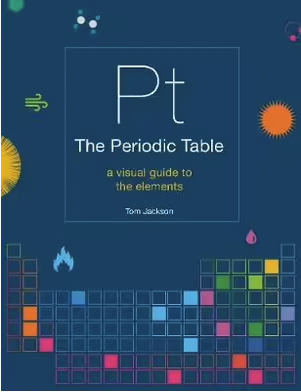 Pt
The Periodic Table
a visual guide to
the elements
Tom Jackson